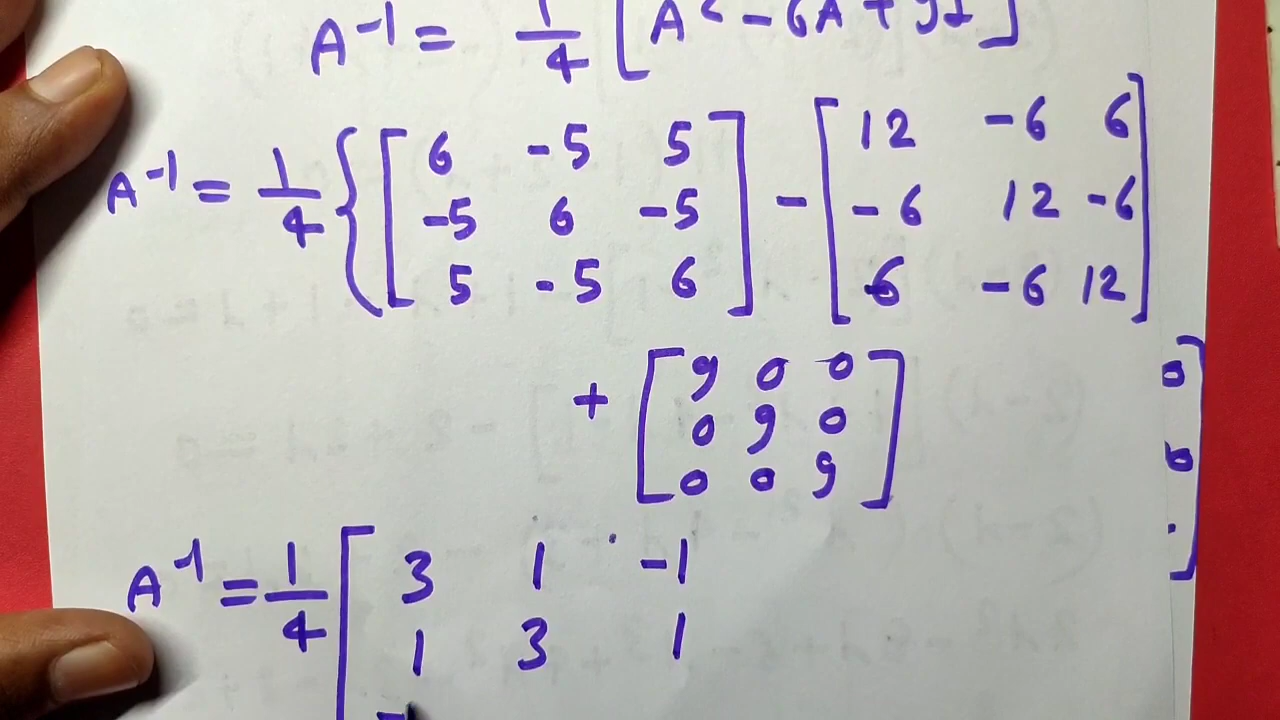 A⁻¹ = 1/4 [A² - 6A + 9I]
A⁻¹ = 1/4 { [ 6 -5 5 ] - [ 12 -6 6 ]
[ -5 6 -5 ] [ -6 12 -6 ]
[ 5 -5 6 ] [ 6 -6 12 ]
+ [ 9 0 0 ] 0 ]
[ 0 9 0 ] 0 ]
[ 0 0 9 ] . ]
A⁻¹ = 1/4 [ 3 1 -1
1 3 1
-